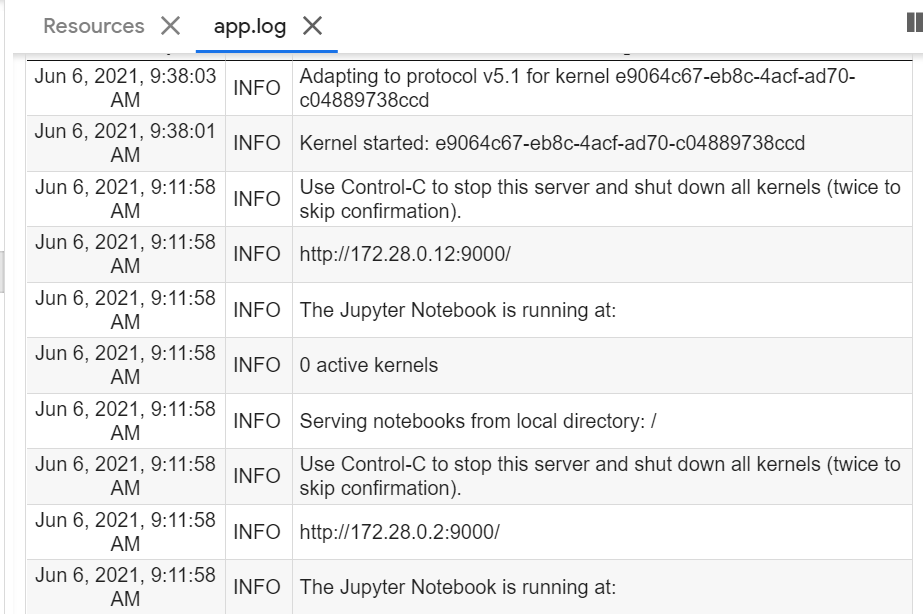 Resources
app.log
Jun 6, 2021, 9:38:03
AM
INFO
Adapting to protocol v5.1 for kernel e9064c67-eb8c-4acf-ad70-
c04889738ccd
Jun 6, 2021, 9:38:01
AM
INFO
Kernel started: e9064c67-eb8c-4acf-ad70-c04889738ccd
Jun 6, 2021, 9:11:58
AM
INFO
Use Control-C to stop this server and shut down all kernels (twice to
skip confirmation).
Jun 6, 2021, 9:11:58
AM
INFO
http://172.28.0.12:9000/
Jun 6, 2021, 9:11:58
AM
INFO
The Jupyter Notebook is running at:
Jun 6, 2021, 9:11:58
AM
INFO
0 active kernels
Jun 6, 2021, 9:11:58
AM
INFO
Serving notebooks from local directory: /
Jun 6, 2021, 9:11:58
AM
INFO
Use Control-C to stop this server and shut down all kernels (twice to
skip confirmation).
Jun 6, 2021, 9:11:58
AM
INFO
http://172.28.0.2:9000/
Jun 6, 2021, 9:11:58
AM
INFO
The Jupyter Notebook is running at: